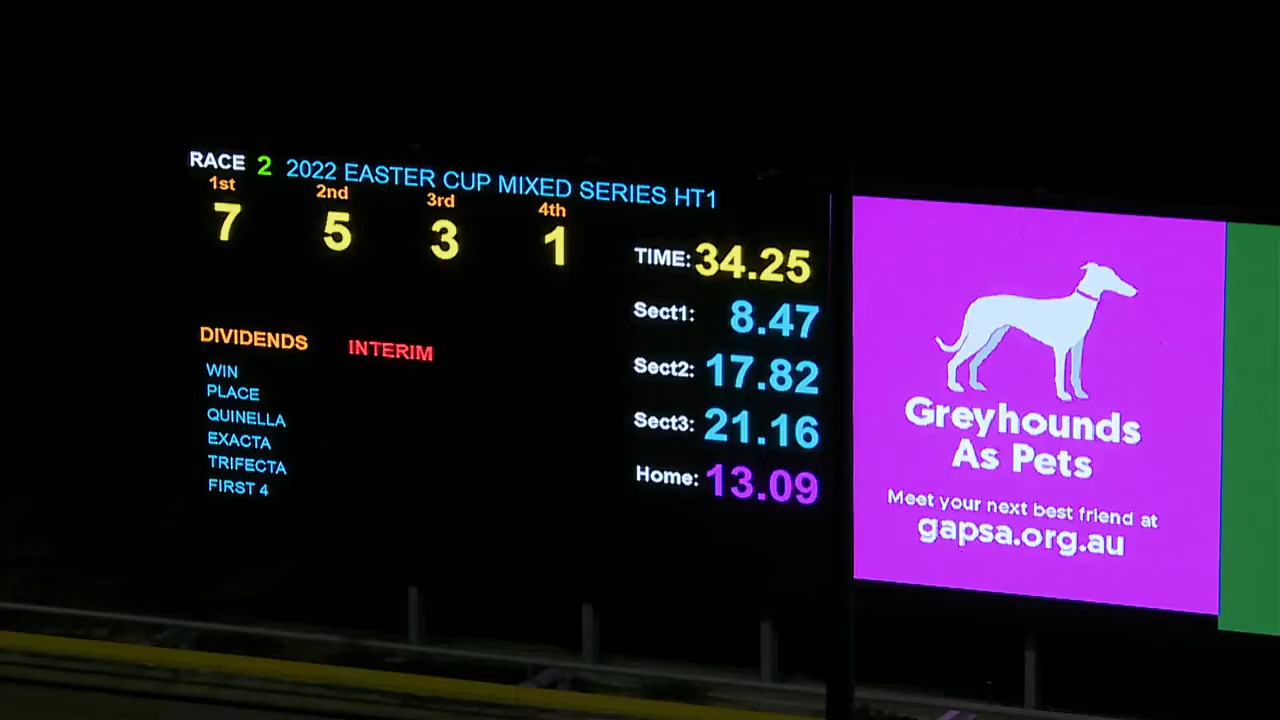 RACE 2 2022 EASTER CUP MIXED SERIES HT1
1st 2nd 3rd 4th
7 5 3 1
TIME: 34.25
Sect1: 8.47
Sect2: 17.82
Sect3: 21.16
Home: 13.09
DIVIDENDS INTERIM
WIN
PLACE
QUINELLA
EXACTA
TRIFECTA
FIRST 4
Greyhounds
As Pets
Meet your next best friend at
gapsa.org.au